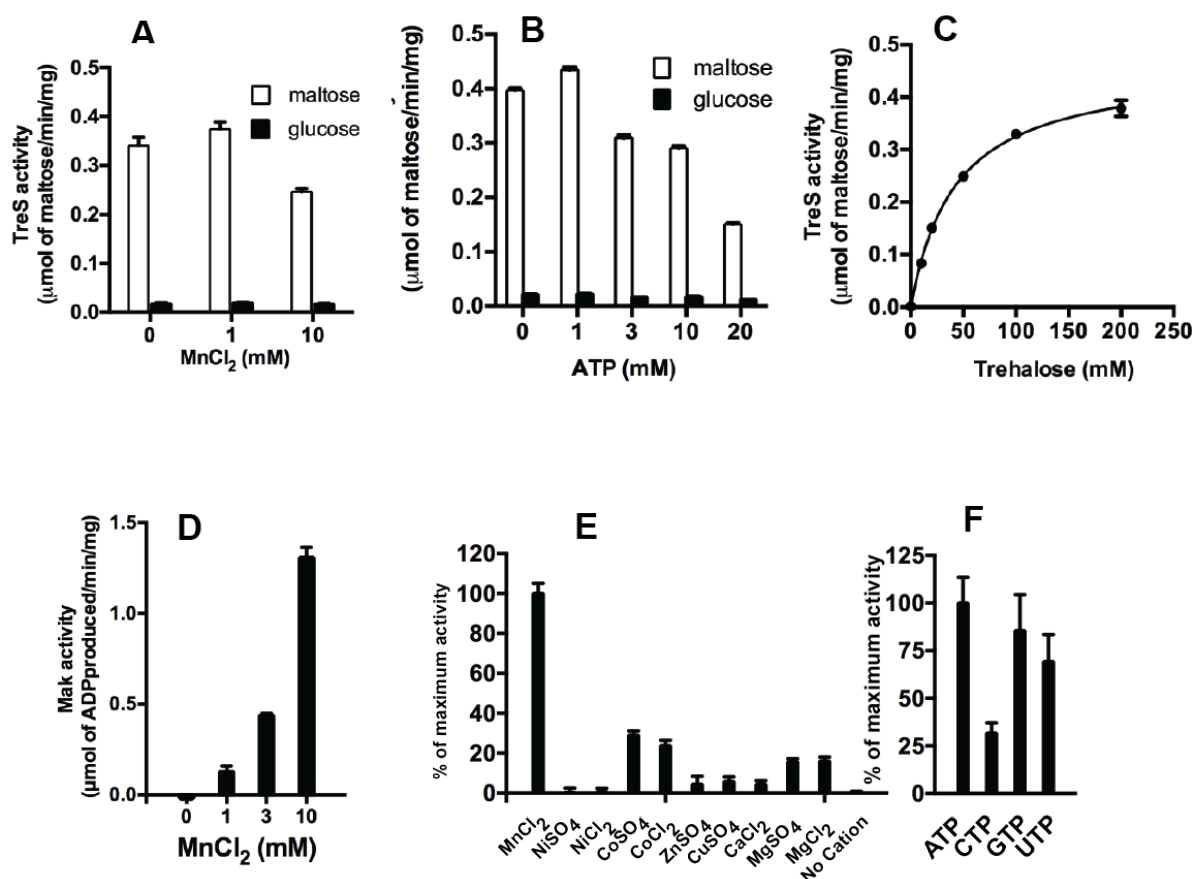 A
TreS activity
(μmol of maltose/min/mg)
0.5
0.4
0.3
0.2
0.1
0.0
maltose
glucose
0 1 10
MnCl2 (mM)
B
(μmol of maltose/min/mg)
0.5
0.4
0.3
0.2
0.1
0.0
maltose
glucose
0 1 3 10 20
ATP (mM)
C
TreS activity
(μmol of maltose/min/mg)
0.5
0.4
0.3
0.2
0.1
0.0
0 50 100 150 200 250
Trehalose (mM)
D
Mak activity
(μmol of ADPproduced/min/mg)
1.5
1.0
0.5
0.0
0 1 3 10
MnCl2 (mM)
E
% of maximum activity
120
100
80
60
40
20
0
MnCl2
NiSO4
NiCl2
CoSO4
CoCl2
ZnSO4
CuSO4
CaCl2
MgSO4
MgCl2
No Cation
F
% of maximum activity
125
100
75
50
25
0
ATP
CTP
GTP
UTP